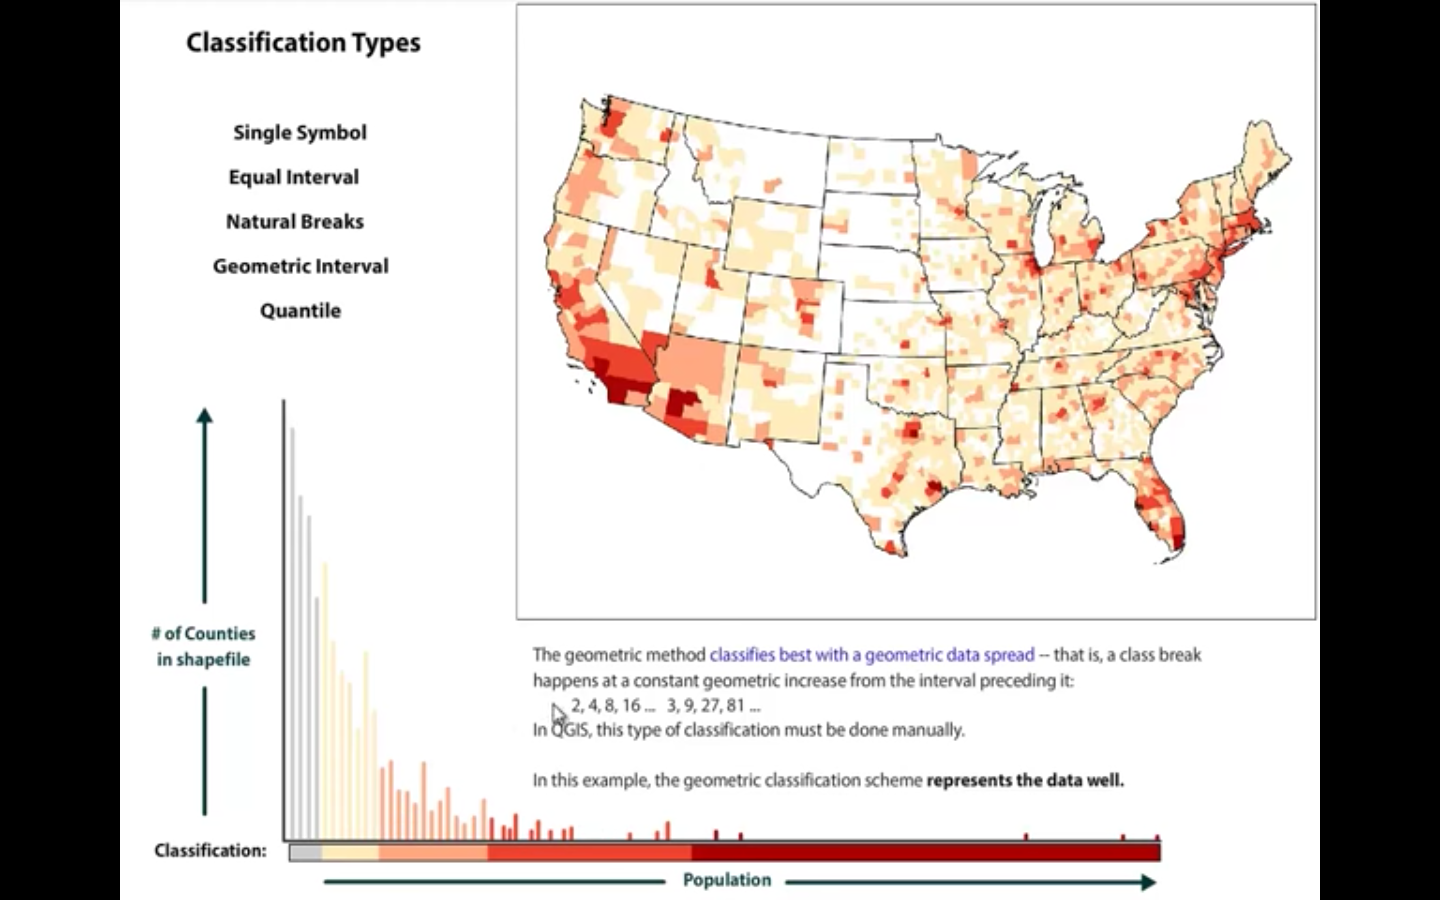 Classification Types
Single Symbol
Equal Interval
Natural Breaks
Geometric Interval
Quantile
# of Counties
in shapefile
Classification:
Population
The geometric method classifies best with a geometric data spread -- that is, a class break
happens at a constant geometric increase from the interval preceding it:
2, 4, 8, 16 ... 3, 9, 27, 81 ...
In QGIS, this type of classification must be done manually.
In this example, the geometric classification scheme represents the data well.